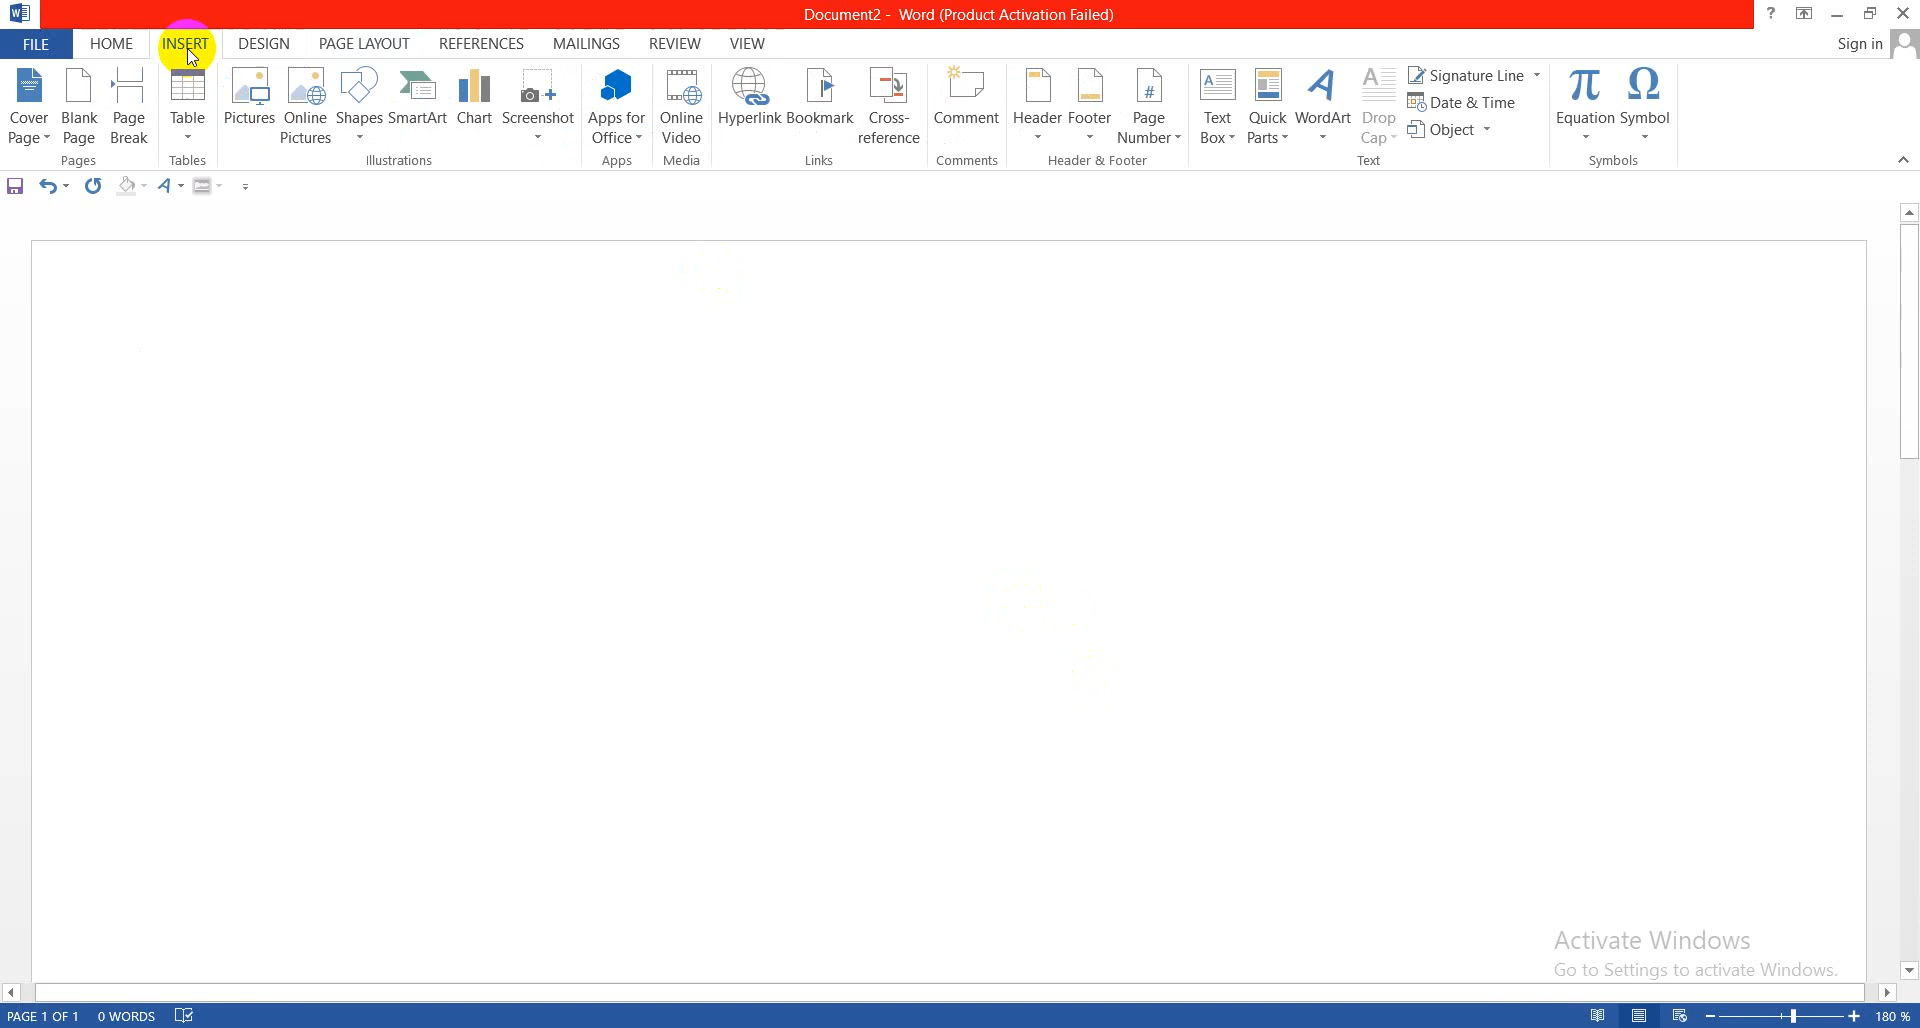 Document2 - Word (Product Activation Failed)
FILE HOME INSERT DESIGN PAGE LAYOUT REFERENCES MAILINGS REVIEW VIEW
Sign in
Cover Page
Blank Page
Page Break
Pages
Table
Tables
Pictures
Online Pictures
Shapes
SmartArt
Chart
Screenshot
Illustrations
Apps for Office
Apps
Online Video
Media
Hyperlink
Bookmark
Cross-reference
Links
Comment
Comments
Header
Footer
Page Number
Header & Footer
Text Box
Quick Parts
WordArt
Drop Cap
Signature Line
Date & Time
Object
Text
Equation
Symbol
Symbols
Activate Windows
Go to Settings to activate Windows.
PAGE 1 OF 1 0 WORDS
180 %